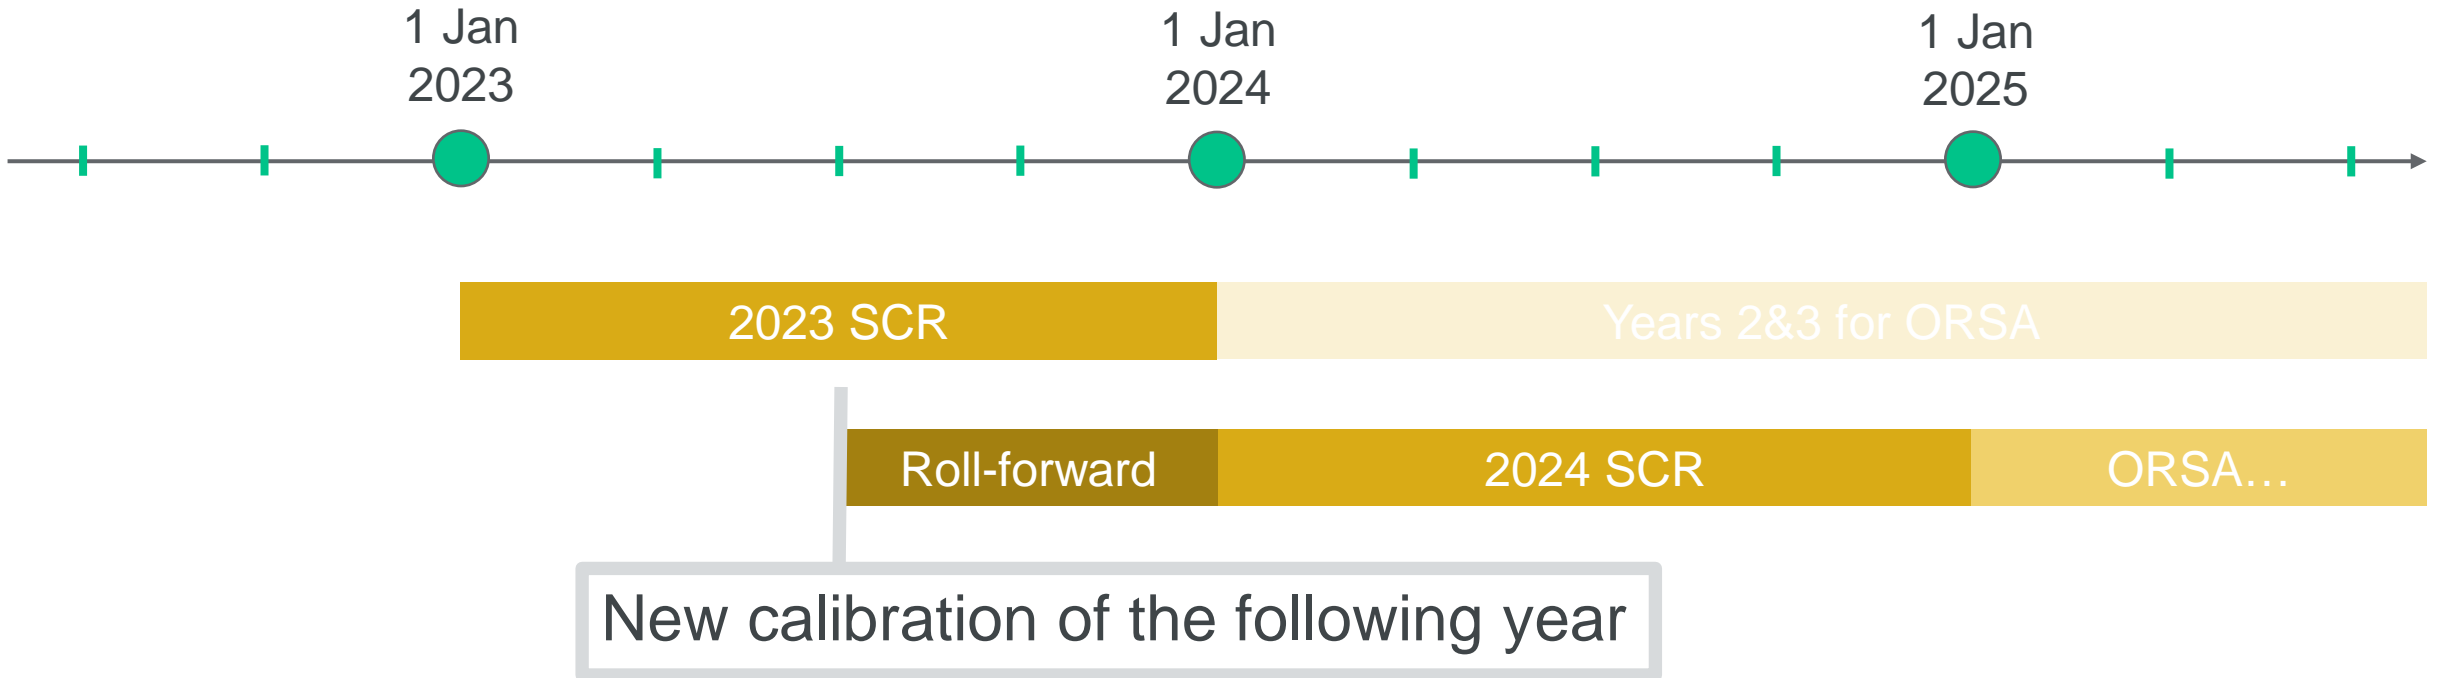 1 Jan
2023
1 Jan
2024
1 Jan
2025
2023 SCR
Years 2&3 for ORSA
Roll-forward
2024 SCR
ORSA…
New calibration of the following year